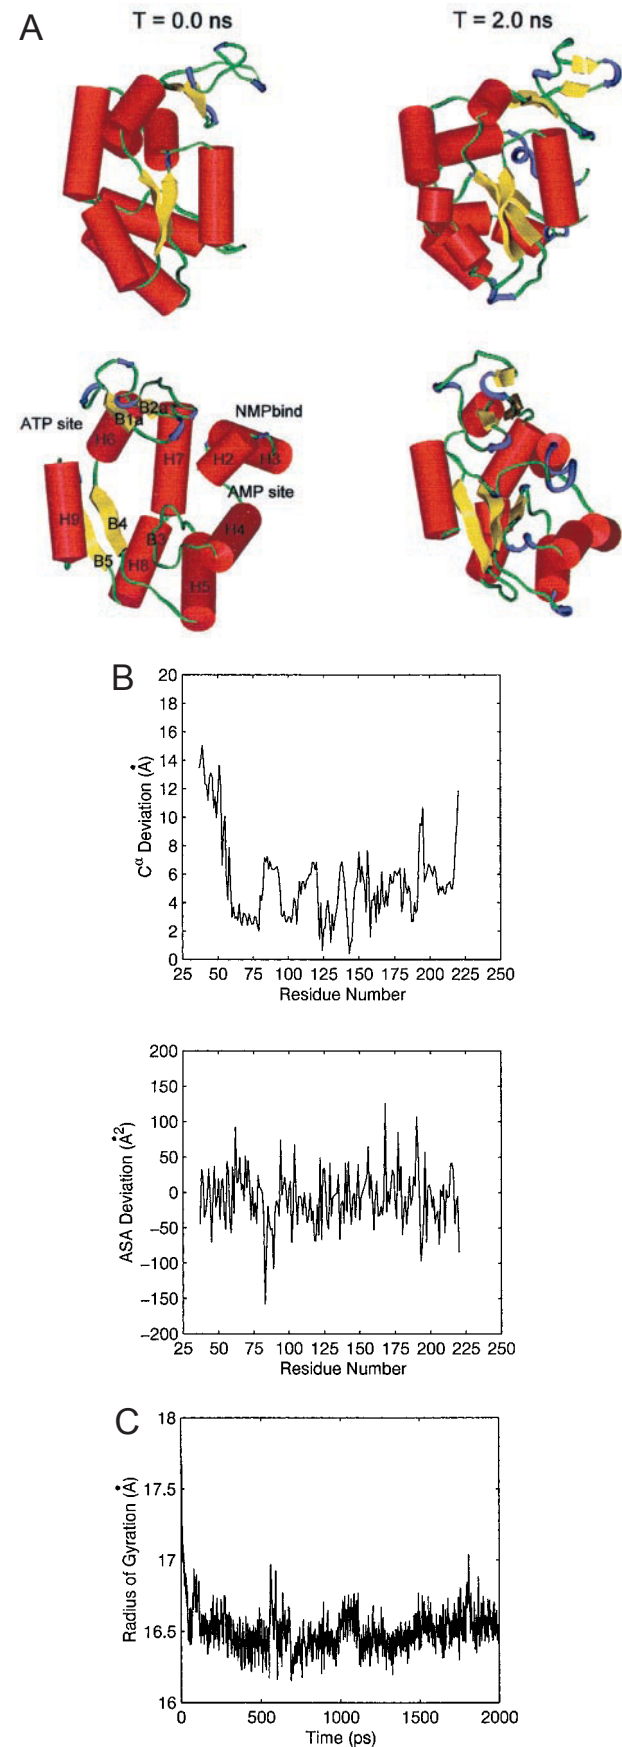 A
T = 0.0 ns
T = 2.0 ns
ATP site
B1a
B2a
NMPbind
H6
H7
H2
H3
AMP site
H9
B4
B3
H4
B5
H8
H5
B
20
18
16
14
12
10
8
6
4
2
0
Cα Deviation (Å)
25 50 75 100 125 150 175 200 225 250
Residue Number
200
150
100
50
0
−50
−100
−150
−200
ASA Deviation (Å2)
25 50 75 100 125 150 175 200 225 250
Residue Number
C
18
17.5
17
16.5
16
Radius of Gyration (Å)
0 500 1000 1500 2000
Time (ps)